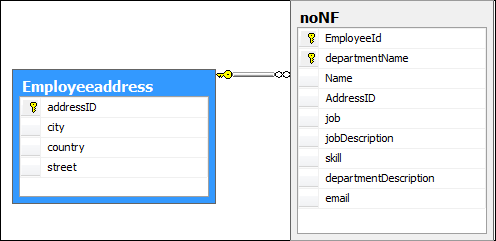 Employeeaddress
addressID
city
country
street
noNF
EmployeeId
departmentName
Name
AddressID
job
jobDescription
skill
departmentDescription
email